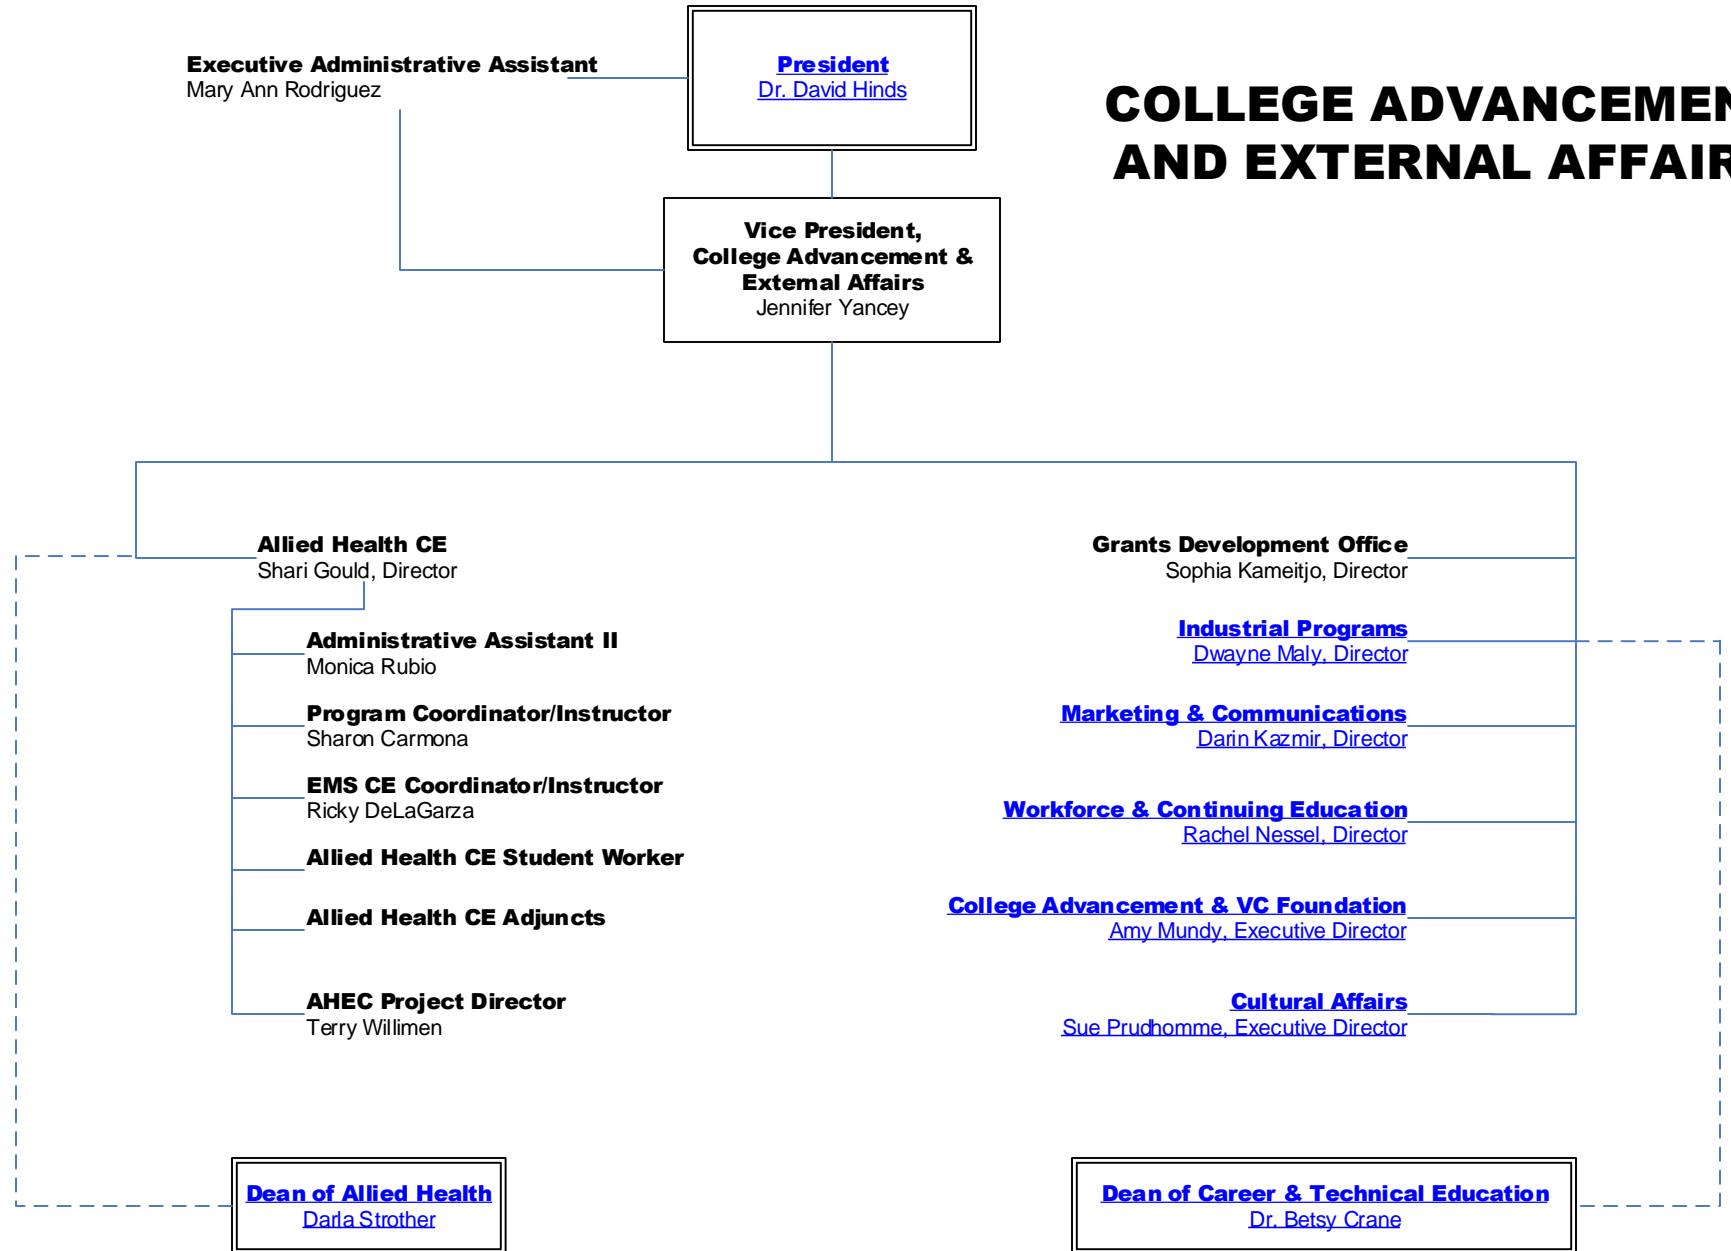 Executive Administrative Assistant
Mary Ann Rodriguez
President
Dr. David Hinds
COLLEGE ADVANCEMEN
AND EXTERNAL AFFAIR
Vice President,
College Advancement &
External Affairs
Jennifer Yancey
Allied Health CE
Shari Gould, Director
Administrative Assistant II
Monica Rubio
Program Coordinator/Instructor
Sharon Carmona
EMS CE Coordinator/Instructor
Ricky DeLaGarza
Allied Health CE Student Worker
Allied Health CE Adjuncts
AHEC Project Director
Terry Willimen
Grants Development Office
Sophia Kameitjo, Director
Industrial Programs
Dwayne Maly, Director
Marketing & Communications
Darin Kazmir, Director
Workforce & Continuing Education
Rachel Nessel, Director
College Advancement & VC Foundation
Amy Mundy, Executive Director
Cultural Affairs
Sue Prudhomme, Executive Director
Dean of Allied Health
Darla Strother
Dean of Career & Technical Education
Dr. Betsy Crane